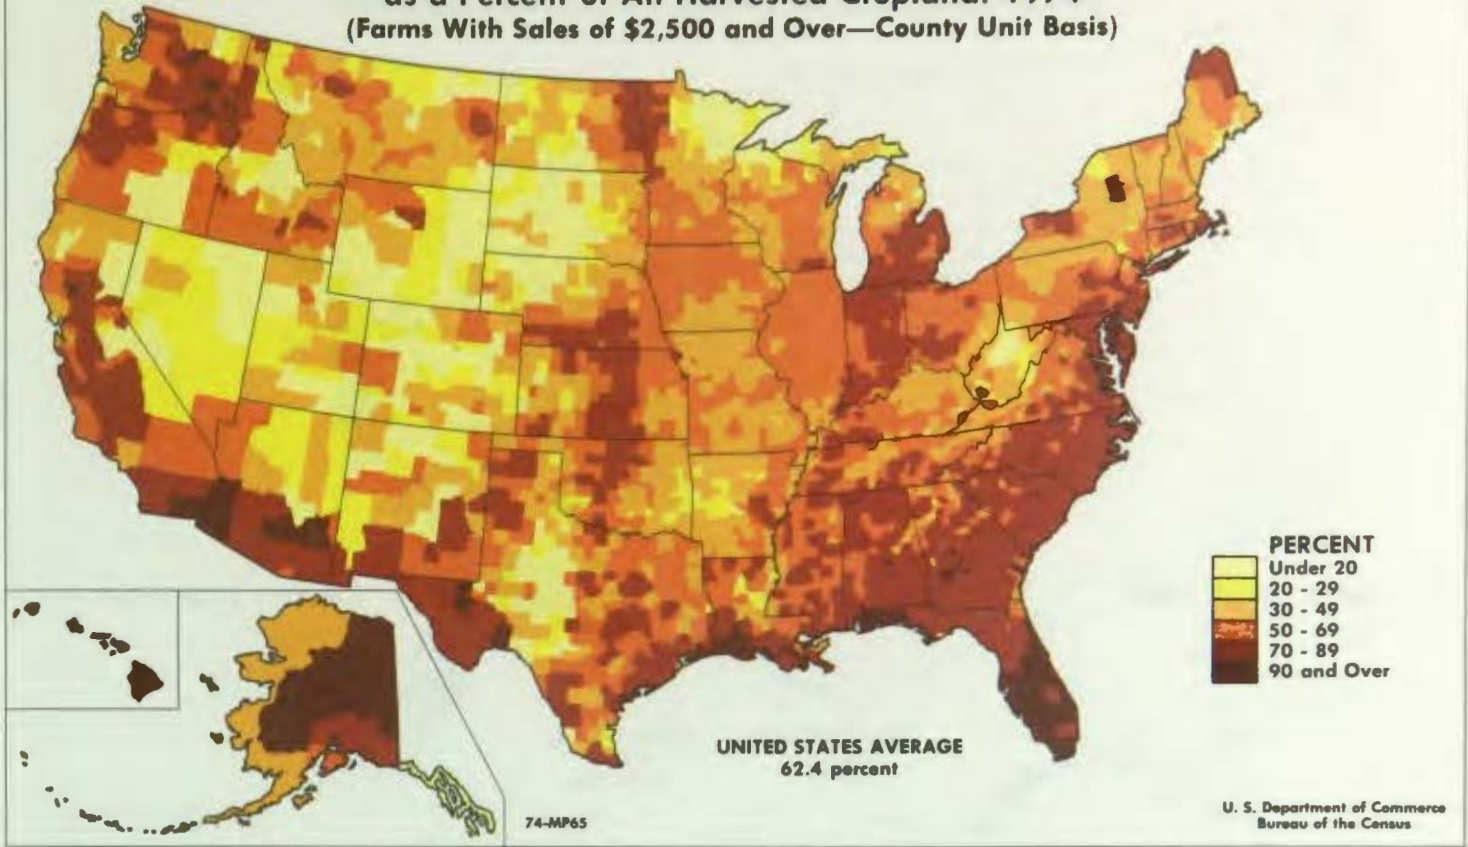 (Farms With Sales of $2,500 and Over—County Unit Basis)
PERCENT
Under 20
20 - 29
30 - 49
50 - 69
70 - 89
90 and Over
UNITED STATES AVERAGE
62.4 percent
74-MP65
U. S. Department of Commerce
Bureau of the Census